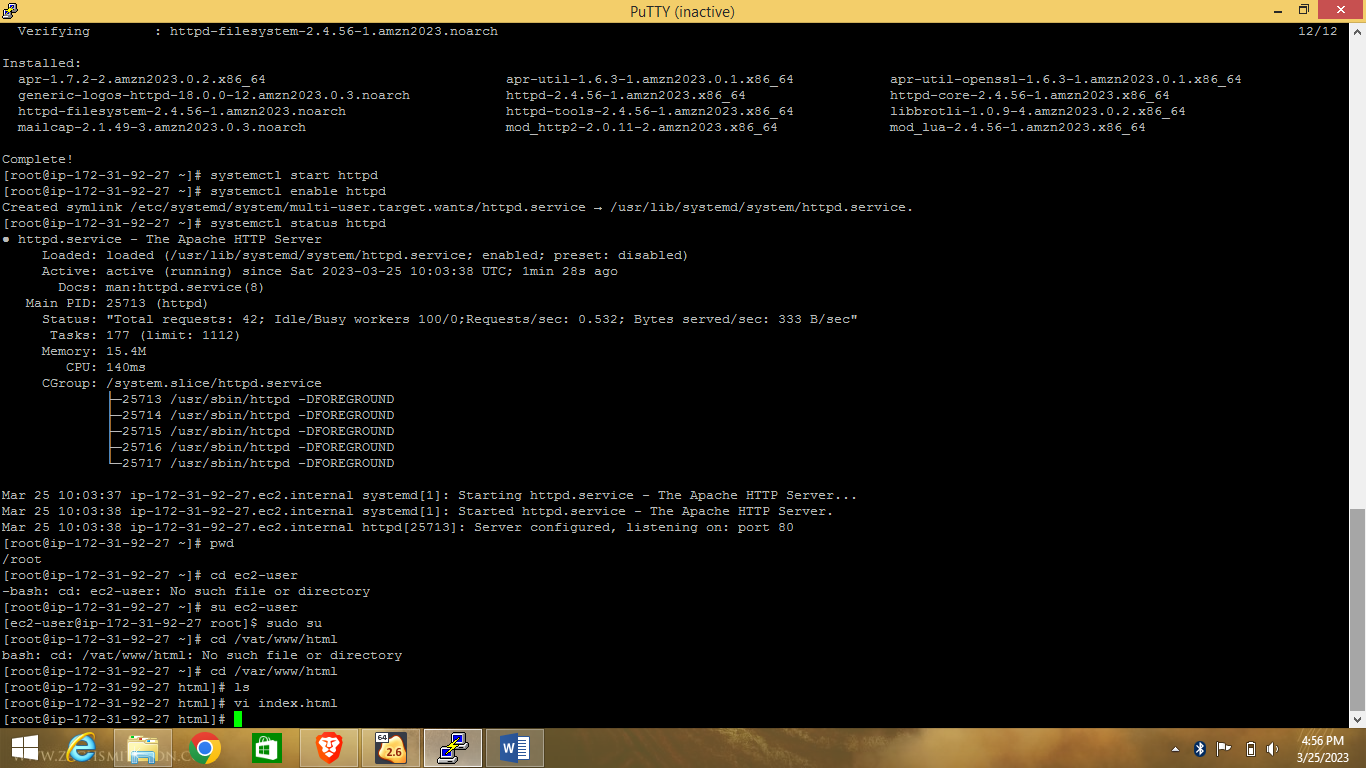 PuTTY (inactive)
Verifying : httpd-filesystem-2.4.56-1.amzn2023.noarch 12/12
Installed:
apr-1.7.2-2.amzn2023.0.2.x86_64 apr-util-1.6.3-1.amzn2023.0.1.x86_64 apr-util-openssl-1.6.3-1.amzn2023.0.1.x86_64
generic-logos-httpd-18.0.0-12.amzn2023.0.3.noarch httpd-2.4.56-1.amzn2023.x86_64 httpd-core-2.4.56-1.amzn2023.x86_64
httpd-filesystem-2.4.56-1.amzn2023.noarch httpd-tools-2.4.56-1.amzn2023.x86_64 libbrotli-1.0.9-4.amzn2023.0.2.x86_64
mailcap-2.1.49-3.amzn2023.0.3.noarch mod_http2-2.0.11-2.amzn2023.x86_64 mod_lua-2.4.56-1.amzn2023.x86_64
Complete!
[root@ip-172-31-92-27 ~]# systemctl start httpd
[root@ip-172-31-92-27 ~]# systemctl enable httpd
Created symlink /etc/systemd/system/multi-user.target.wants/httpd.service → /usr/lib/systemd/system/httpd.service.
[root@ip-172-31-92-27 ~]# systemctl status httpd
● httpd.service - The Apache HTTP Server
Loaded: loaded (/usr/lib/systemd/system/httpd.service; enabled; preset: disabled)
Active: active (running) since Sat 2023-03-25 10:03:38 UTC; 1min 28s ago
Docs: man:httpd.service(8)
Main PID: 25713 (httpd)
Status: "Total requests: 42; Idle/Busy workers 100/0;Requests/sec: 0.532; Bytes served/sec: 333 B/sec"
Tasks: 177 (limit: 1112)
Memory: 15.4M
CPU: 140ms
CGroup: /system.slice/httpd.service
├─25713 /usr/sbin/httpd -DFOREGROUND
├─25714 /usr/sbin/httpd -DFOREGROUND
├─25715 /usr/sbin/httpd -DFOREGROUND
├─25716 /usr/sbin/httpd -DFOREGROUND
└─25717 /usr/sbin/httpd -DFOREGROUND
Mar 25 10:03:37 ip-172-31-92-27.ec2.internal systemd[1]: Starting httpd.service - The Apache HTTP Server...
Mar 25 10:03:38 ip-172-31-92-27.ec2.internal systemd[1]: Started httpd.service - The Apache HTTP Server.
Mar 25 10:03:38 ip-172-31-92-27.ec2.internal httpd[25713]: Server configured, listening on: port 80
[root@ip-172-31-92-27 ~]# pwd
/root
[root@ip-172-31-92-27 ~]# cd ec2-user
-bash: cd: ec2-user: No such file or directory
[root@ip-172-31-92-27 ~]# su ec2-user
[ec2-user@ip-172-31-92-27 root]$ sudo su
[root@ip-172-31-92-27 ~]# cd /vat/www/html
bash: cd: /vat/www/html: No such file or directory
[root@ip-172-31-92-27 ~]# cd /var/www/html
[root@ip-172-31-92-27 html]# ls
[root@ip-172-31-92-27 html]# vi index.html
[root@ip-172-31-92-27 html]#
64
2.6
4:56 PM
3/25/2023